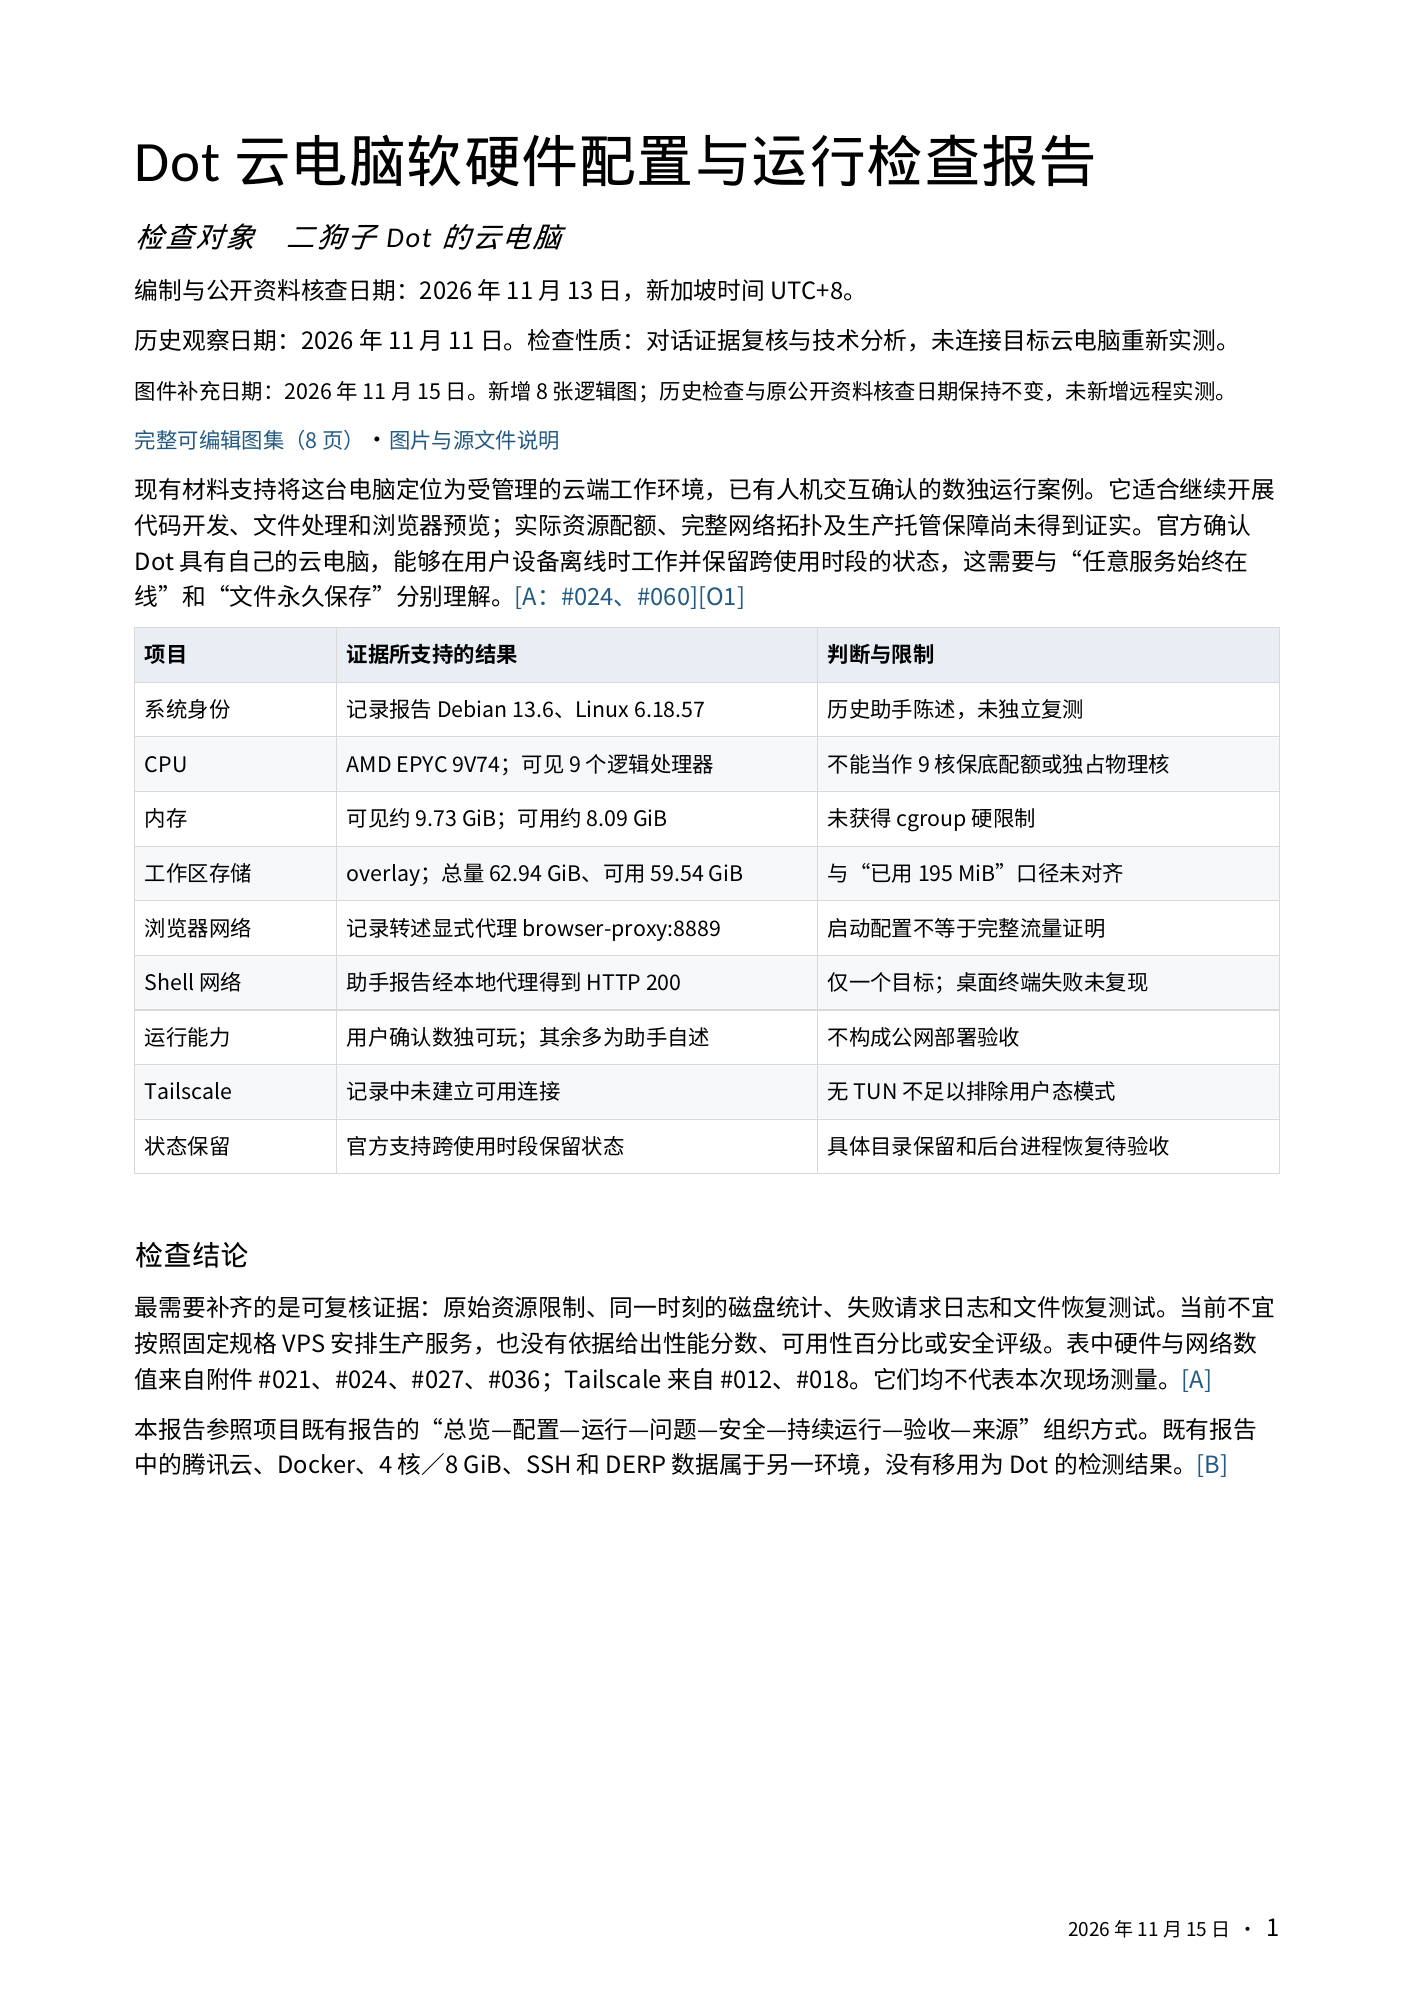 Dot 云电脑软硬件配置与运行检查报告
检查对象　二狗子 Dot 的云电脑
编制与公开资料核查日期：2026 年 11 月 13 日，新加坡时间 UTC+8。
历史观察日期：2026 年 11 月 11 日。检查性质：对话证据复核与技术分析，未连接目标云电脑重新实测。
图件补充日期：2026 年 11 月 15 日。新增 8 张逻辑图；历史检查与原公开资料核查日期保持不变，未新增远程实测。
完整可编辑图集（8 页） • 图片与源文件说明
现有材料支持将这台电脑定位为受管理的云端工作环境，已有人机交互确认的数独运行案例。它适合继续开展
代码开发、文件处理和浏览器预览；实际资源配额、完整网络拓扑及生产托管保障尚未得到证实。官方确认
Dot 具有自己的云电脑，能够在用户设备离线时工作并保留跨使用时段的状态，这需要与“任意服务始终在
线”和“文件永久保存”分别理解。[A：#024、#060][O1]
项目 证据所支持的结果 判断与限制
系统身份 记录报告 Debian 13.6、Linux 6.18.57 历史助手陈述，未独立复测
CPU AMD EPYC 9V74；可见 9 个逻辑处理器 不能当作 9 核保底配额或独占物理核
内存 可见约 9.73 GiB；可用约 8.09 GiB 未获得 cgroup 硬限制
工作区存储 overlay；总量 62.94 GiB、可用 59.54 GiB 与“已用 195 MiB”口径未对齐
浏览器网络 记录转述显式代理 browser-proxy:8889 启动配置不等于完整流量证明
Shell 网络 助手报告经本地代理得到 HTTP 200 仅一个目标；桌面终端失败未复现
运行能力 用户确认数独可玩；其余多为助手自述 不构成公网部署验收
Tailscale 记录中未建立可用连接 无 TUN 不足以排除用户态模式
状态保留 官方支持跨使用时段保留状态 具体目录保留和后台进程恢复待验收
检查结论
最需要补齐的是可复核证据：原始资源限制、同一时刻的磁盘统计、失败请求日志和文件恢复测试。当前不宜
按照固定规格 VPS 安排生产服务，也没有依据给出性能分数、可用性百分比或安全评级。表中硬件与网络数
值来自附件 #021、#024、#027、#036；Tailscale 来自 #012、#018。它们均不代表本次现场测量。[A]
本报告参照项目既有报告的“总览—配置—运行—问题—安全—持续运行—验收—来源”组织方式。既有报告
中的腾讯云、Docker、4 核／8 GiB、SSH 和 DERP 数据属于另一环境，没有移用为 Dot 的检测结果。[B]
2026 年 11 月 15 日 • 1